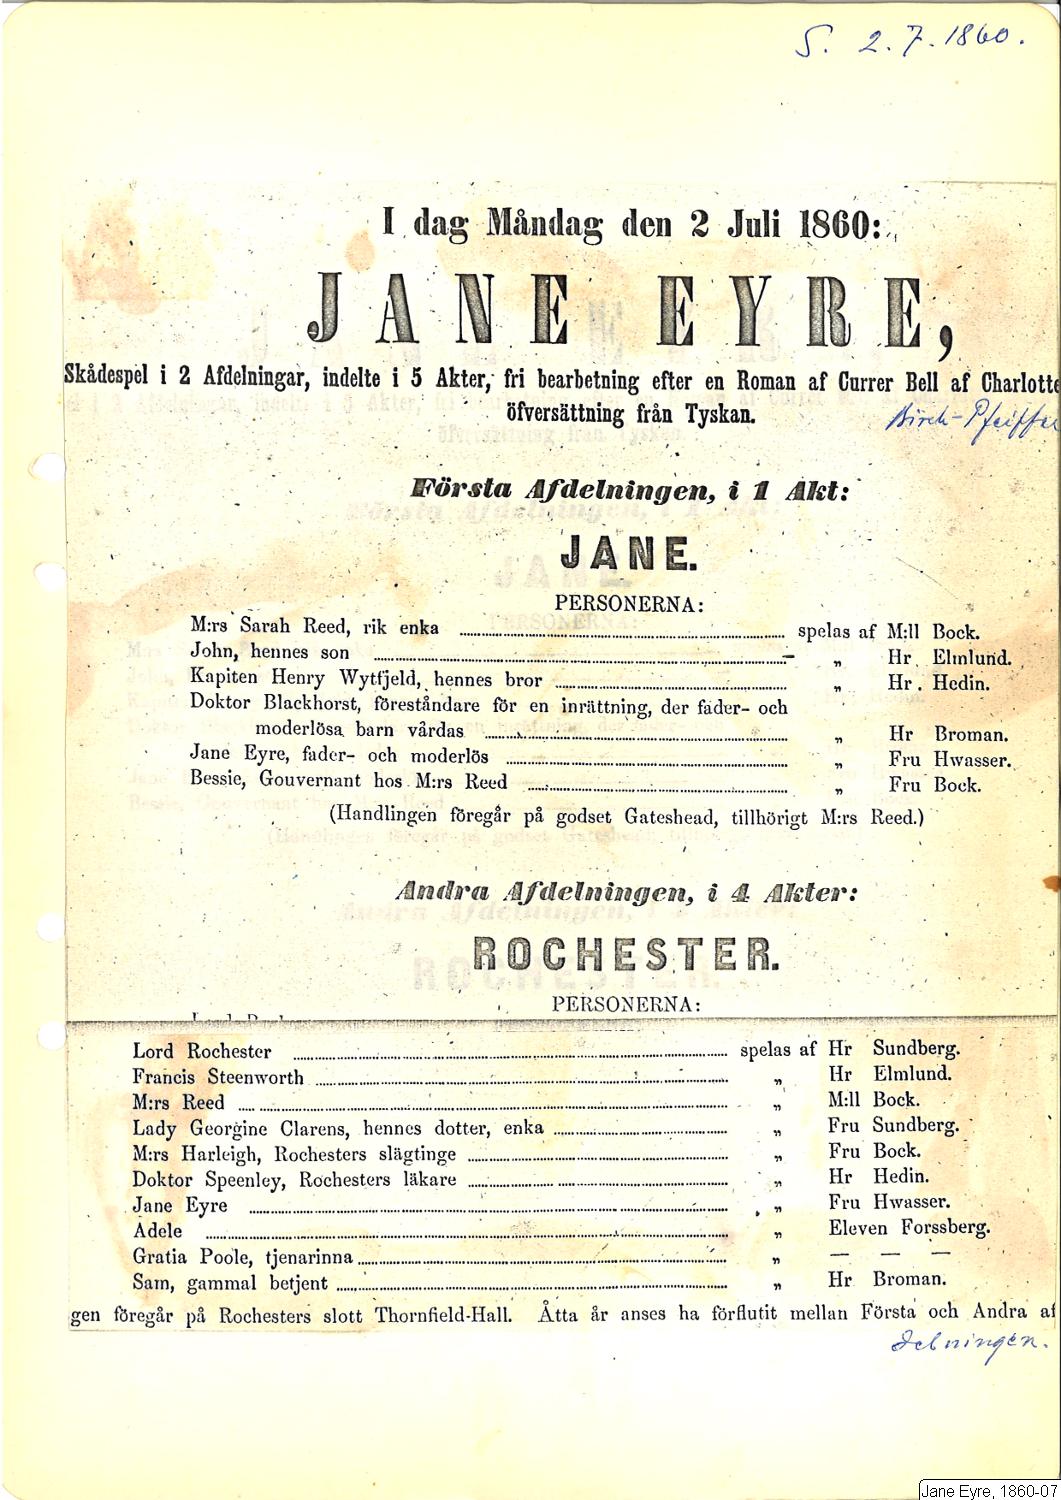 S. 2.7.1860.
I dag Måndag den 2 Juli 1860:
JANE EYRE,
Skådespel i 2 Afdelningar, indelte i 5 Akter, fri bearbetning efter en Roman af Currer Bell af Charlotte
öfversättning från Tyskan.
Birch-Pfeiffer
Första Afdelningen, i 1 Akt:
JANE.
PERSONERNA:
M:rs Sarah Reed, rik enka spelas af M:ll Bock.
John, hennes son „ Hr Elmlund.
Kapiten Henry Wytfjeld, hennes bror „ Hr. Hedin.
Doktor Blackhorst, föreståndare för en inrättning, der fader- och
moderlösa barn vårdas „ Hr Broman.
Jane Eyre, fader- och moderlös „ Fru Hwasser.
Bessie, Gouvernant hos M:rs Reed „ Fru Bock.
(Handlingen föregår på godset Gateshead, tillhörigt M:rs Reed.)
Andra Afdelningen, i 4 Akter:
ROCHESTER.
PERSONERNA:
Lord Rochester spelas af Hr Sundberg.
Francis Steenworth „ Hr Elmlund.
M:rs Reed „ M:ll Bock.
Lady Georgine Clarens, hennes dotter, enka „ Fru Sundberg.
M:rs Harleigh, Rochesters slägtinge „ Fru Bock.
Doktor Speenley, Rochesters läkare „ Hr Hedin.
Jane Eyre „ Fru Hwasser.
Adele „ Eleven Forssberg.
Gratia Poole, tjenarinna „ — — —
Sam, gammal betjent „ Hr Broman.
gen föregår på Rochesters slott Thornfield-Hall. Åtta år anses ha förflutit mellan Första och Andra af
delningen.
Jane Eyre, 1860-07